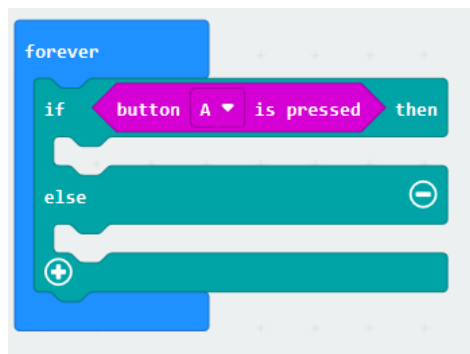 forever
if button A is pressed then
else